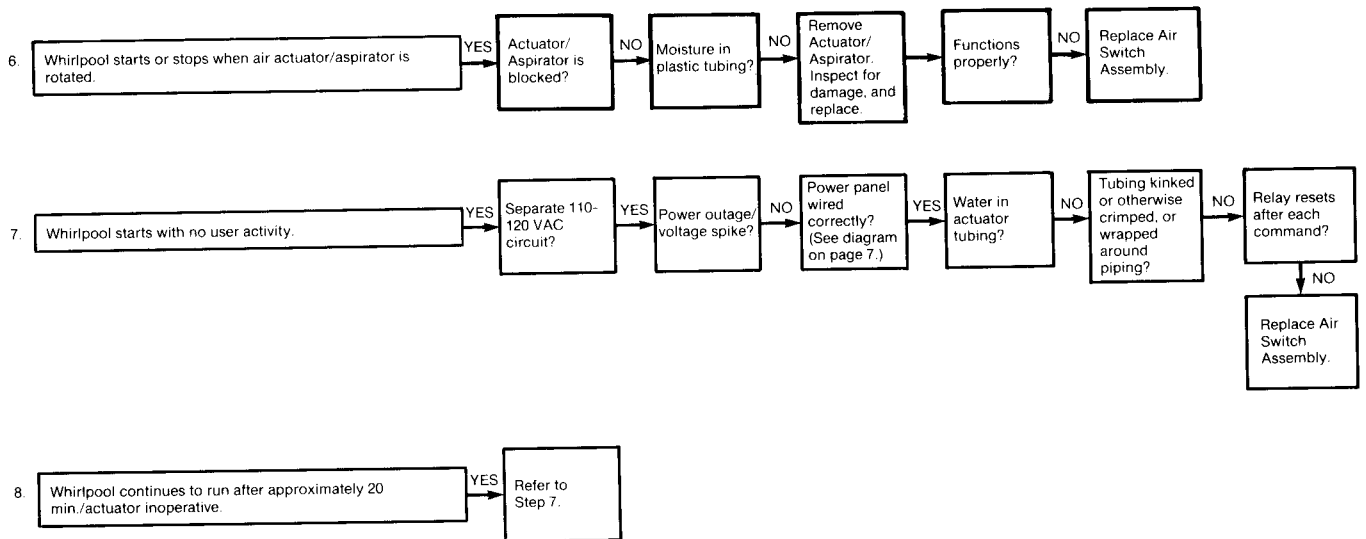 6.
Whirlpool starts or stops when air actuator/aspirator is
rotated.
YES
Actuator/
Aspirator is
blocked?
NO
Moisture in
plastic tubing?
NO
Remove
Actuator/
Aspirator.
Inspect for
damage, and
replace.
Functions
properly?
NO
Replace Air
Switch
Assembly.
7.
Whirlpool starts with no user activity.
YES
Separate 110-
120 VAC
circuit?
YES
Power outage/
voltage spike?
NO
Power panel
wired
correctly?
(See diagram
on page 7.)
YES
Water in
actuator
tubing?
NO
Tubing kinked
or otherwise
crimped, or
wrapped
around
piping?
NO
Relay resets
after each
command?
NO
Replace Air
Switch
Assembly.
8.
Whirlpool continues to run after approximately 20
min./actuator inoperative.
YES
Refer to
Step 7.